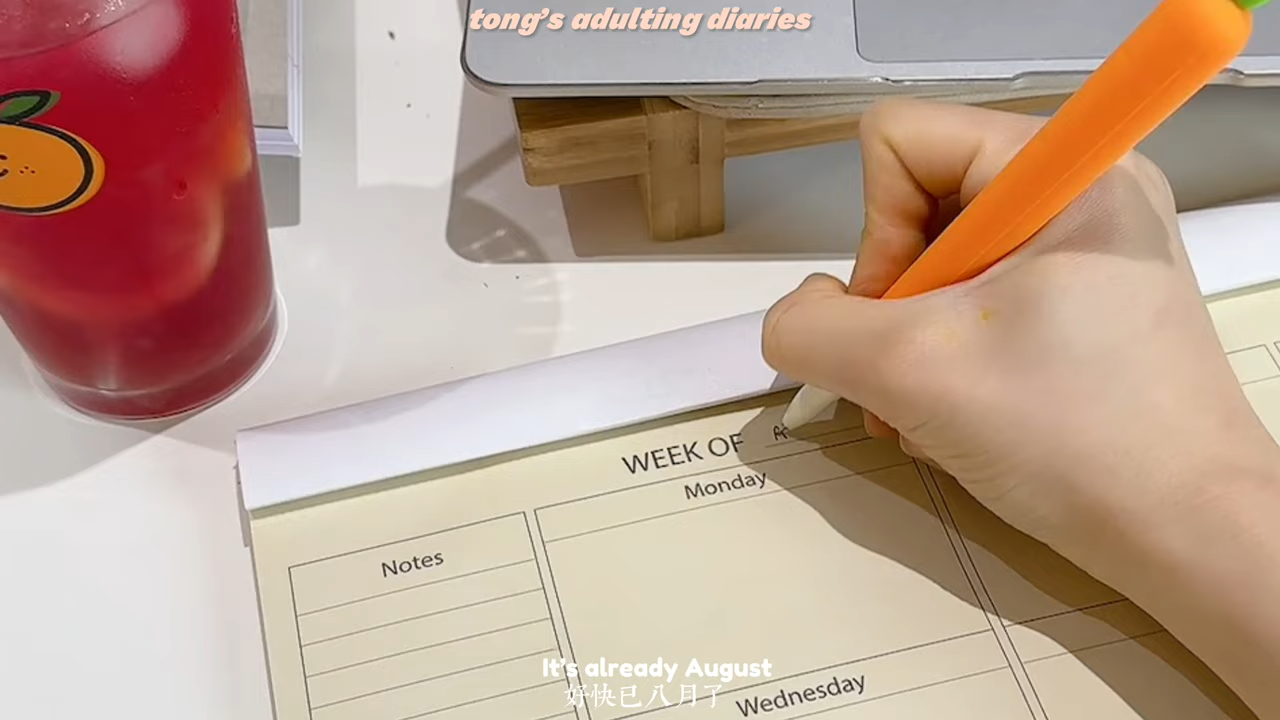 tong's adulting diaries
WEEK OF
Monday
Notes
Wednesday
It's already August
好快已八月了